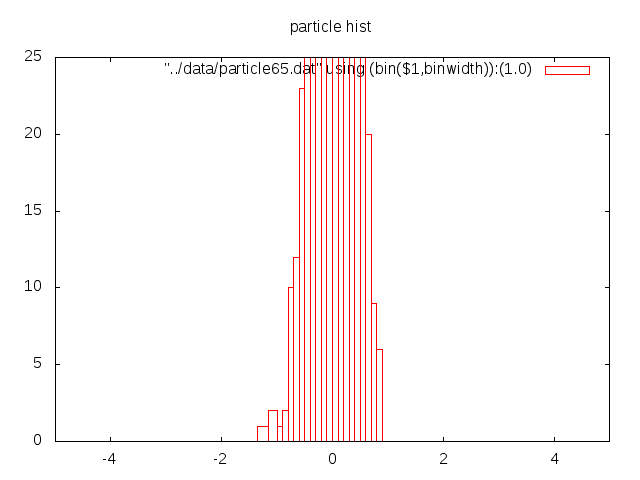 particle hist
25
"../data/particle65.dat" using (bin($1,binwidth)):(1.0)
20
15
10
5
0
-4 -2 0 2 4